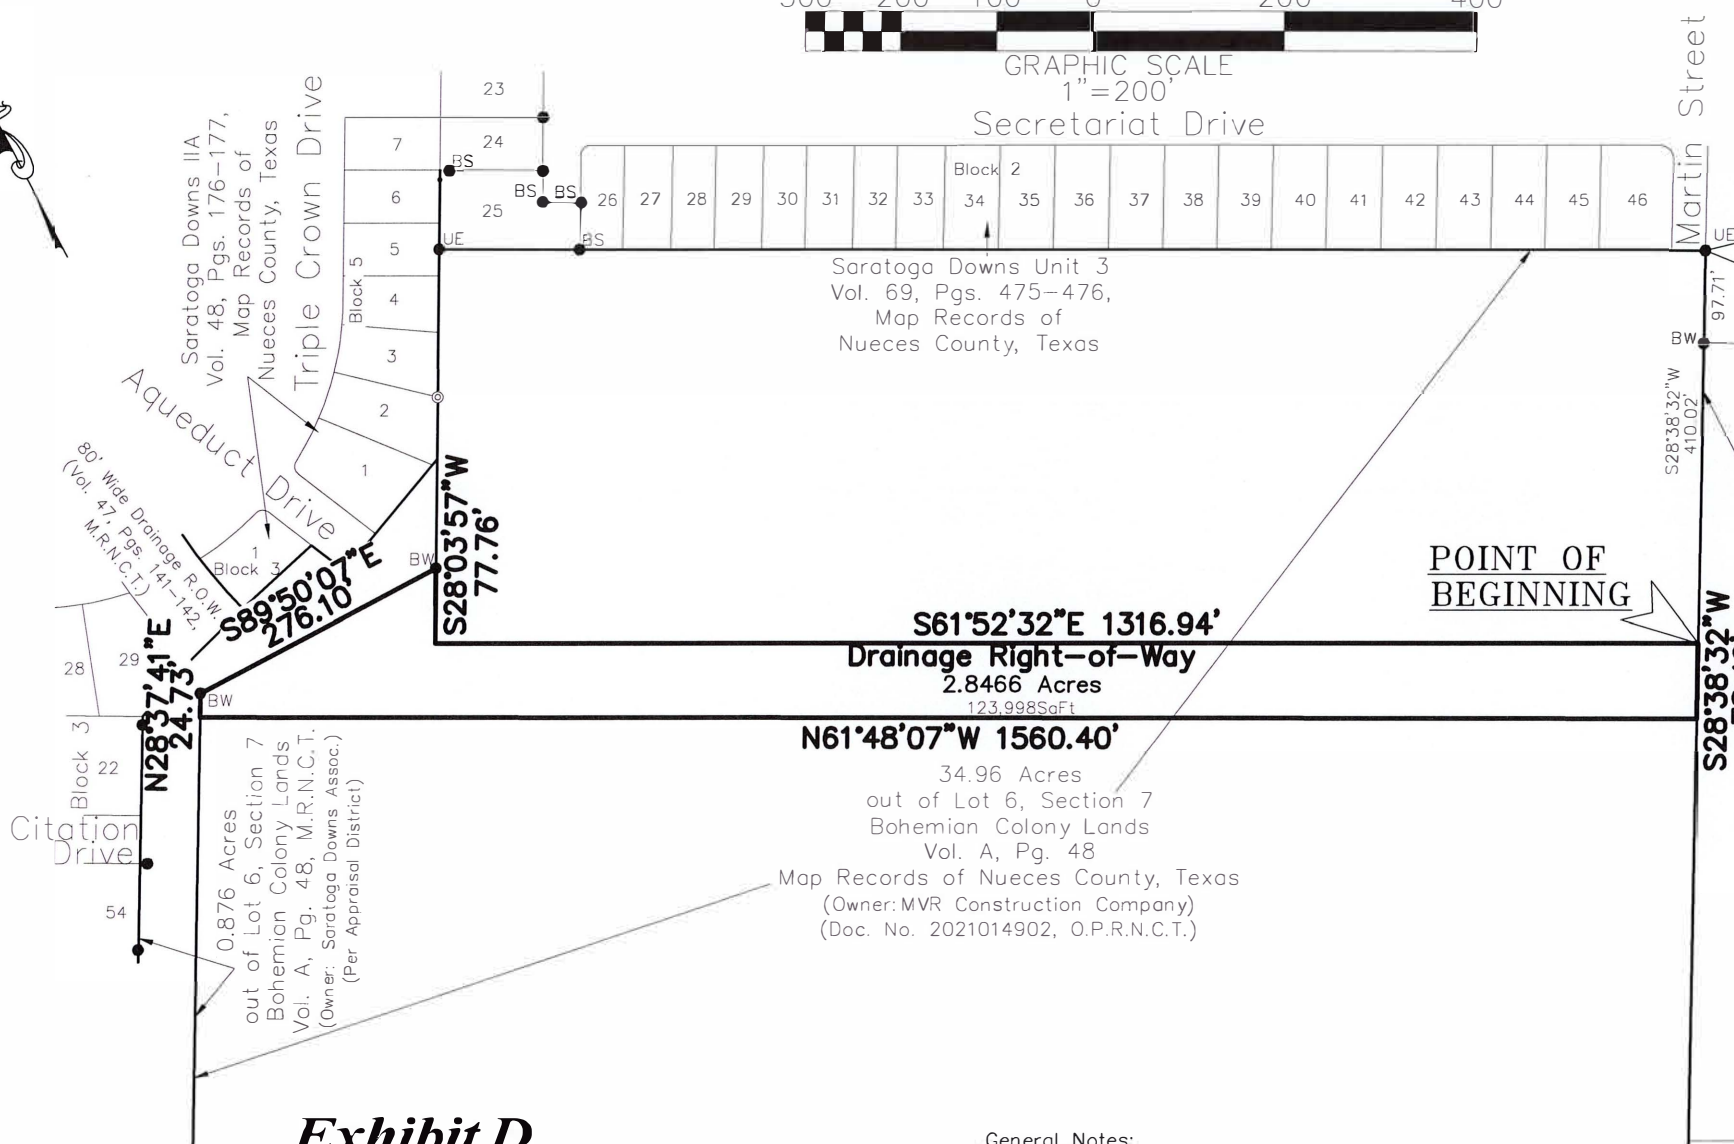 200
400
GRAPHIC SCALE
1"=200'
Secretariat Drive
Martin Street
Saratoga Downs IIA
Vol. 48, Pgs. 176-177,
Map Records of
Nueces County, Texas
Triple Crown Drive
23
24
7
6
25
5
4
3
2
1
Block 5
BS
BS
BS
BS
UE
Block 2
26
27
28
29
30
31
32
33
34
35
36
37
38
39
40
41
42
43
44
45
46
UE
97.71'
BW
S28°38'32"W
410.02'
Saratoga Downs Unit 3
Vol. 69, Pgs. 475-476,
Map Records of
Nueces County, Texas
Aqueduct Drive
80' Wide Drainage R.O.W.
(Vol. 47, Pgs. 141-142,
M.R.N.C.T.)
1
Block 3
S89°50'07"E
276.10'
BW
S28°03'57"W
77.76'
POINT OF
BEGINNING
S61°52'32"E 1316.94'
Drainage Right-of-Way
2.8466 Acres
123,998SqFt
N61°48'07"W 1560.40'
S28°38'32"W
28
29
N28°37'41"E
24.73'
BW
Block 3
22
Citation
Drive
54
0.876 Acres
out of Lot 6, Section 7
Bohemian Colony Lands
Vol. A, Pg. 48, M.R.N.C.T.
(Owner: Saratoga Downs Assoc.)
(Per Appraisal District)
34.96 Acres
out of Lot 6, Section 7
Bohemian Colony Lands
Vol. A, Pg. 48
Map Records of Nueces County, Texas
(Owner: MVR Construction Company)
(Doc. No. 2021014902, O.P.R.N.C.T.)
Exhibit D
General Notes: